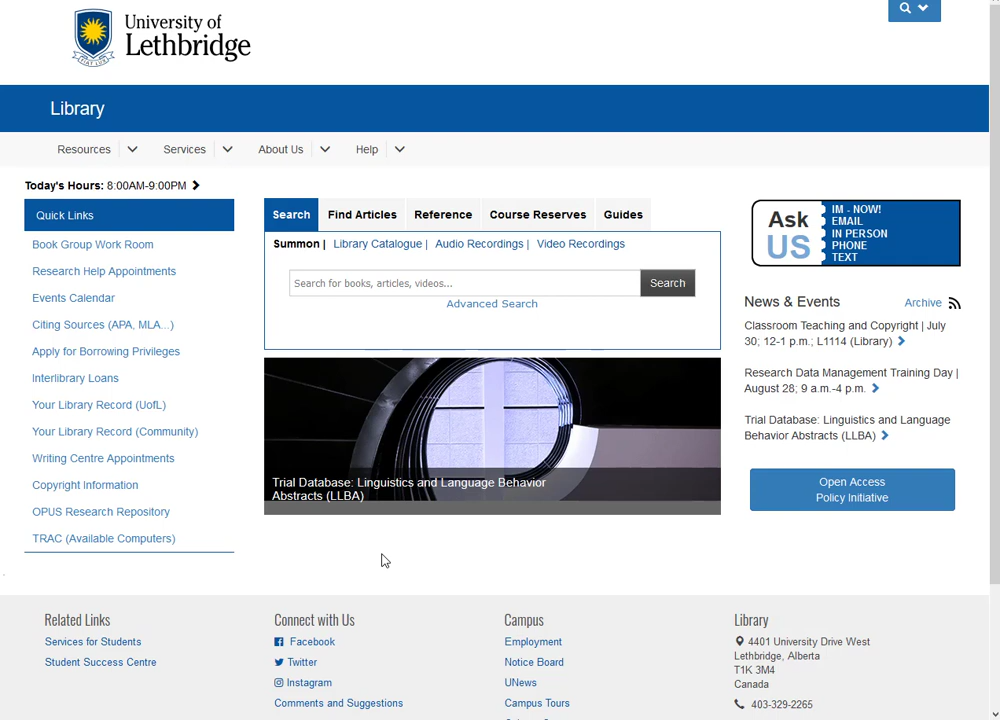 University of
Lethbridge
FIAT LUX
Library
Resources
Services
About Us
Help
Today's Hours: 8:00AM-9:00PM
Quick Links
Book Group Work Room
Research Help Appointments
Events Calendar
Citing Sources (APA, MLA...)
Apply for Borrowing Privileges
Interlibrary Loans
Your Library Record (UofL)
Your Library Record (Community)
Writing Centre Appointments
Copyright Information
OPUS Research Repository
TRAC (Available Computers)
Search Find Articles Reference Course Reserves Guides
Summon | Library Catalogue | Audio Recordings | Video Recordings
Search for books, articles, videos... Search
Advanced Search
Trial Database: Linguistics and Language Behavior
Abstracts (LLBA)
Ask
US
IM - NOW!
EMAIL
IN PERSON
PHONE
TEXT
News & Events Archive
Classroom Teaching and Copyright | July
30; 12-1 p.m.; L1114 (Library)
Research Data Management Training Day |
August 28; 9 a.m.-4 p.m.
Trial Database: Linguistics and Language
Behavior Abstracts (LLBA)
Open Access
Policy Initiative
Related Links
Services for Students
Student Success Centre
Connect with Us
Facebook
Twitter
Instagram
Comments and Suggestions
Campus
Employment
Notice Board
UNews
Campus Tours
Library
4401 University Drive West
Lethbridge, Alberta
T1K 3M4
Canada
403-329-2265